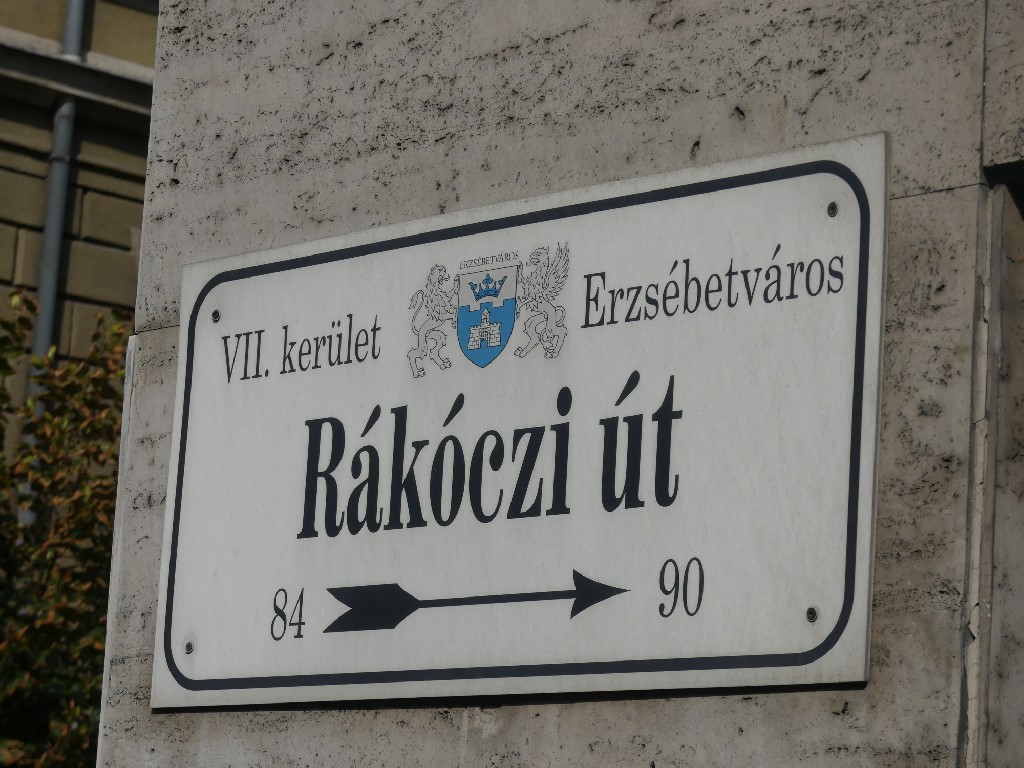 ERZSÉBETVÁROS
VII. kerület Erzsébetváros
Rákóczi út
84 90